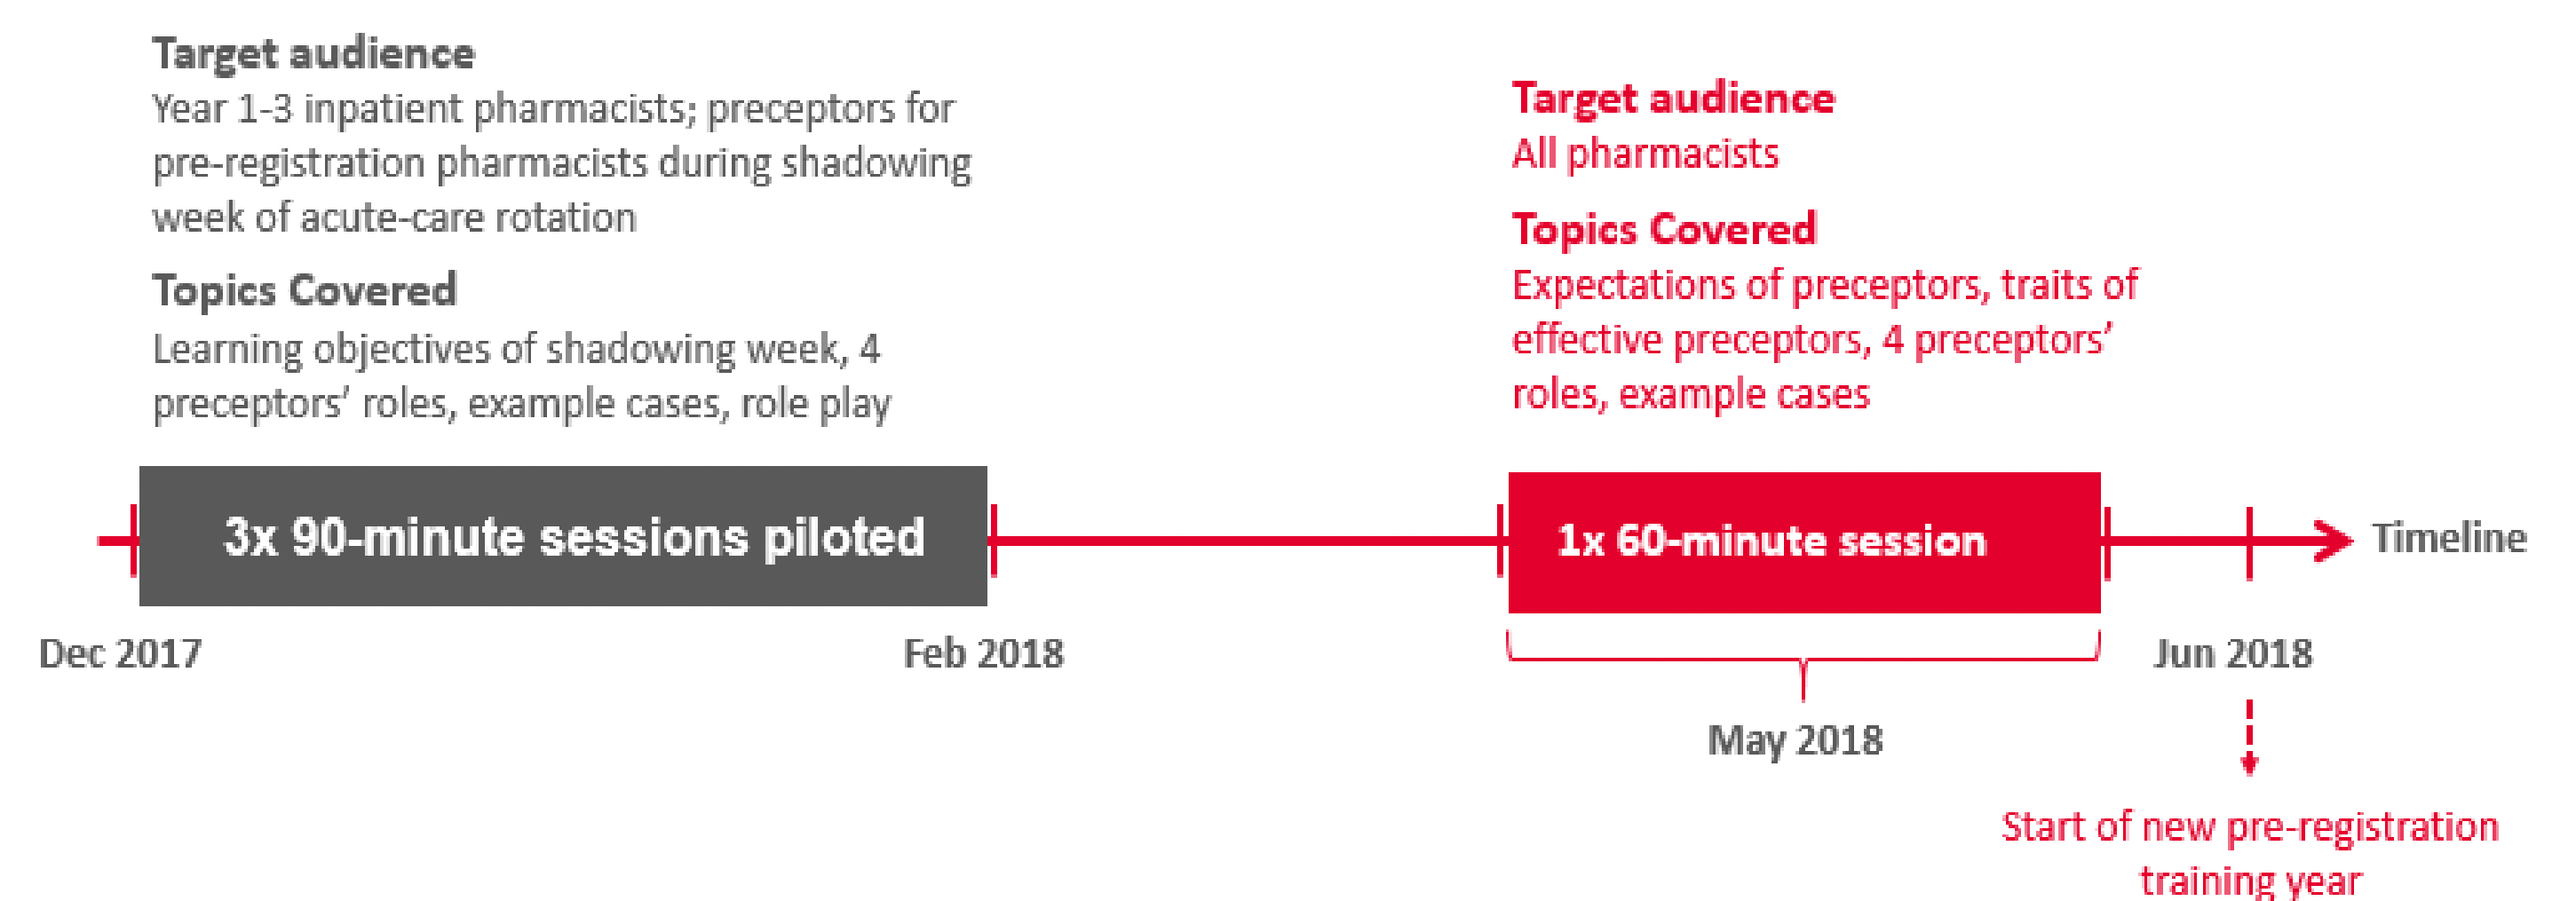 Target audience
Year 1-3 inpatient pharmacists; preceptors for
pre-registration pharmacists during shadowing
week of acute-care rotation
Topics Covered
Learning objectives of shadowing week, 4
preceptors’ roles, example cases, role play
Target audience
All pharmacists
Topics Covered
Expectations of preceptors, traits of
effective preceptors, 4 preceptors’
roles, example cases
3x 90-minute sessions piloted
1x 60-minute session
Timeline
Dec 2017
Feb 2018
May 2018
Jun 2018
Start of new pre-registration
training year